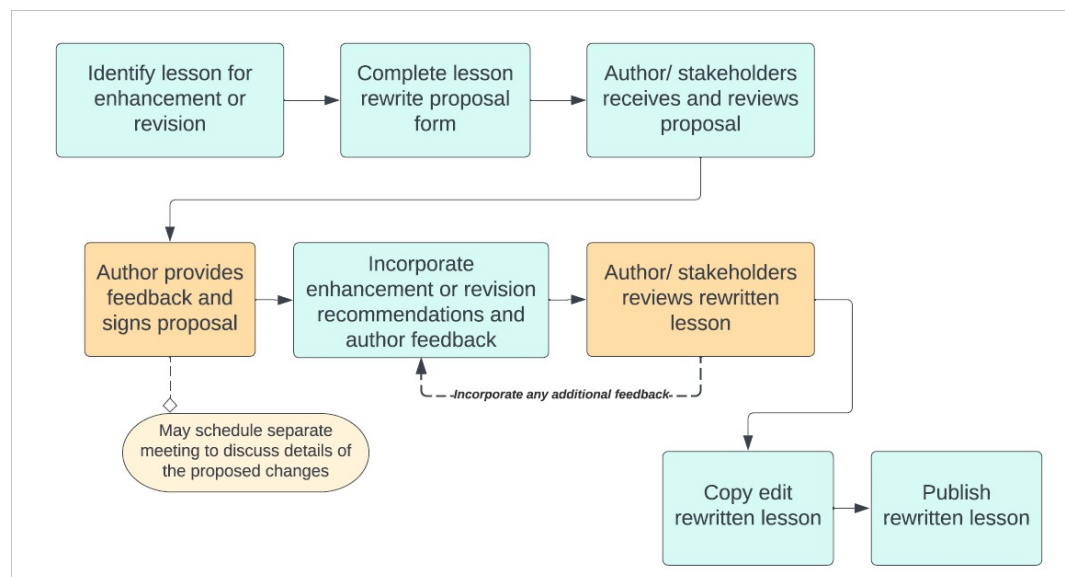 Identify lesson for
enhancement or
revision
Complete lesson
rewrite proposal
form
Author/ stakeholders
receives and reviews
proposal
Author provides
feedback and
signs proposal
Incorporate
enhancement or revision
recommendations and
author feedback
Author/ stakeholders
reviews rewritten
lesson
Incorporate any additional feedback
May schedule separate
meeting to discuss details of
the proposed changes
Copy edit
rewritten lesson
Publish
rewritten lesson